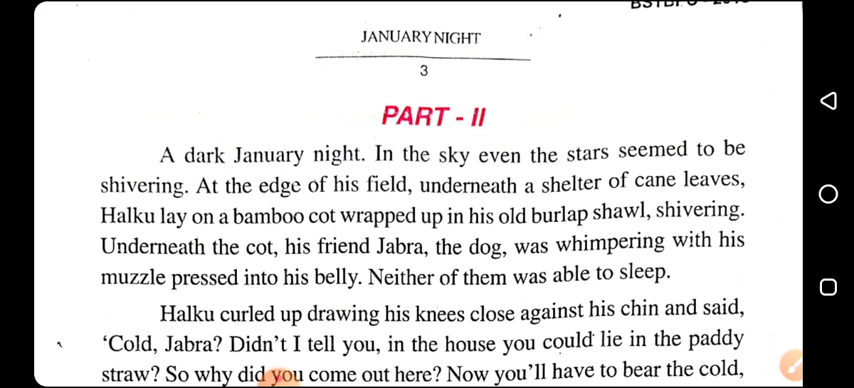 JANUARY NIGHT
3
PART - II
A dark January night. In the sky even the stars seemed to be
shivering. At the edge of his field, underneath a shelter of cane leaves,
Halku lay on a bamboo cot wrapped up in his old burlap shawl, shivering.
Underneath the cot, his friend Jabra, the dog, was whimpering with his
muzzle pressed into his belly. Neither of them was able to sleep.
Halku curled up drawing his knees close against his chin and said,
‘Cold, Jabra? Didn’t I tell you, in the house you could lie in the paddy
straw? So why did you come out here? Now you’ll have to bear the cold,